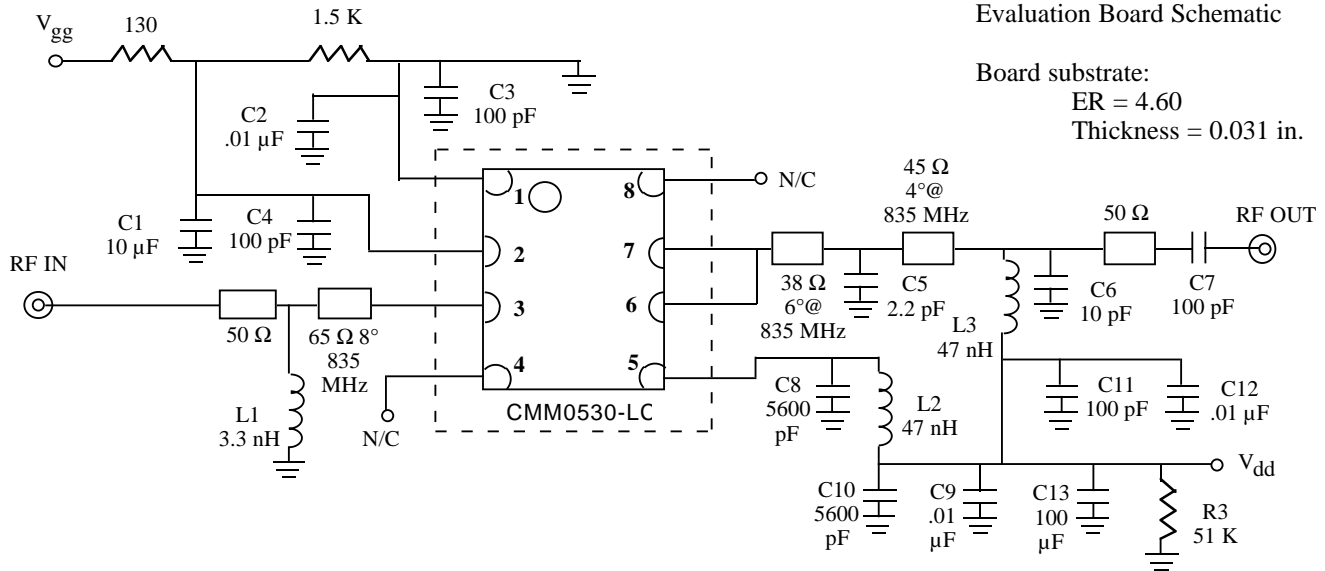 Evaluation Board Schematic
Board substrate:
ER = 4.60
Thickness = 0.031 in.
Vgg
130
1.5 K
C2
.01 µF
C3
100 pF
C1
10 µF
C4
100 pF
RF IN
50 Ω
65 Ω 8°
835
MHz
L1
3.3 nH
N/C
1
2
3
4
8
7
6
5
CMM0530-LC
N/C
38 Ω
6°@
835 MHz
C5
2.2 pF
45 Ω
4°@
835 MHz
L3
47 nH
C6
10 pF
50 Ω
C7
100 pF
RF OUT
C8
5600
pF
L2
47 nH
C11
100 pF
C12
.01 µF
Vdd
C10
5600
pF
C9
.01
µF
C13
100
µF
R3
51 K